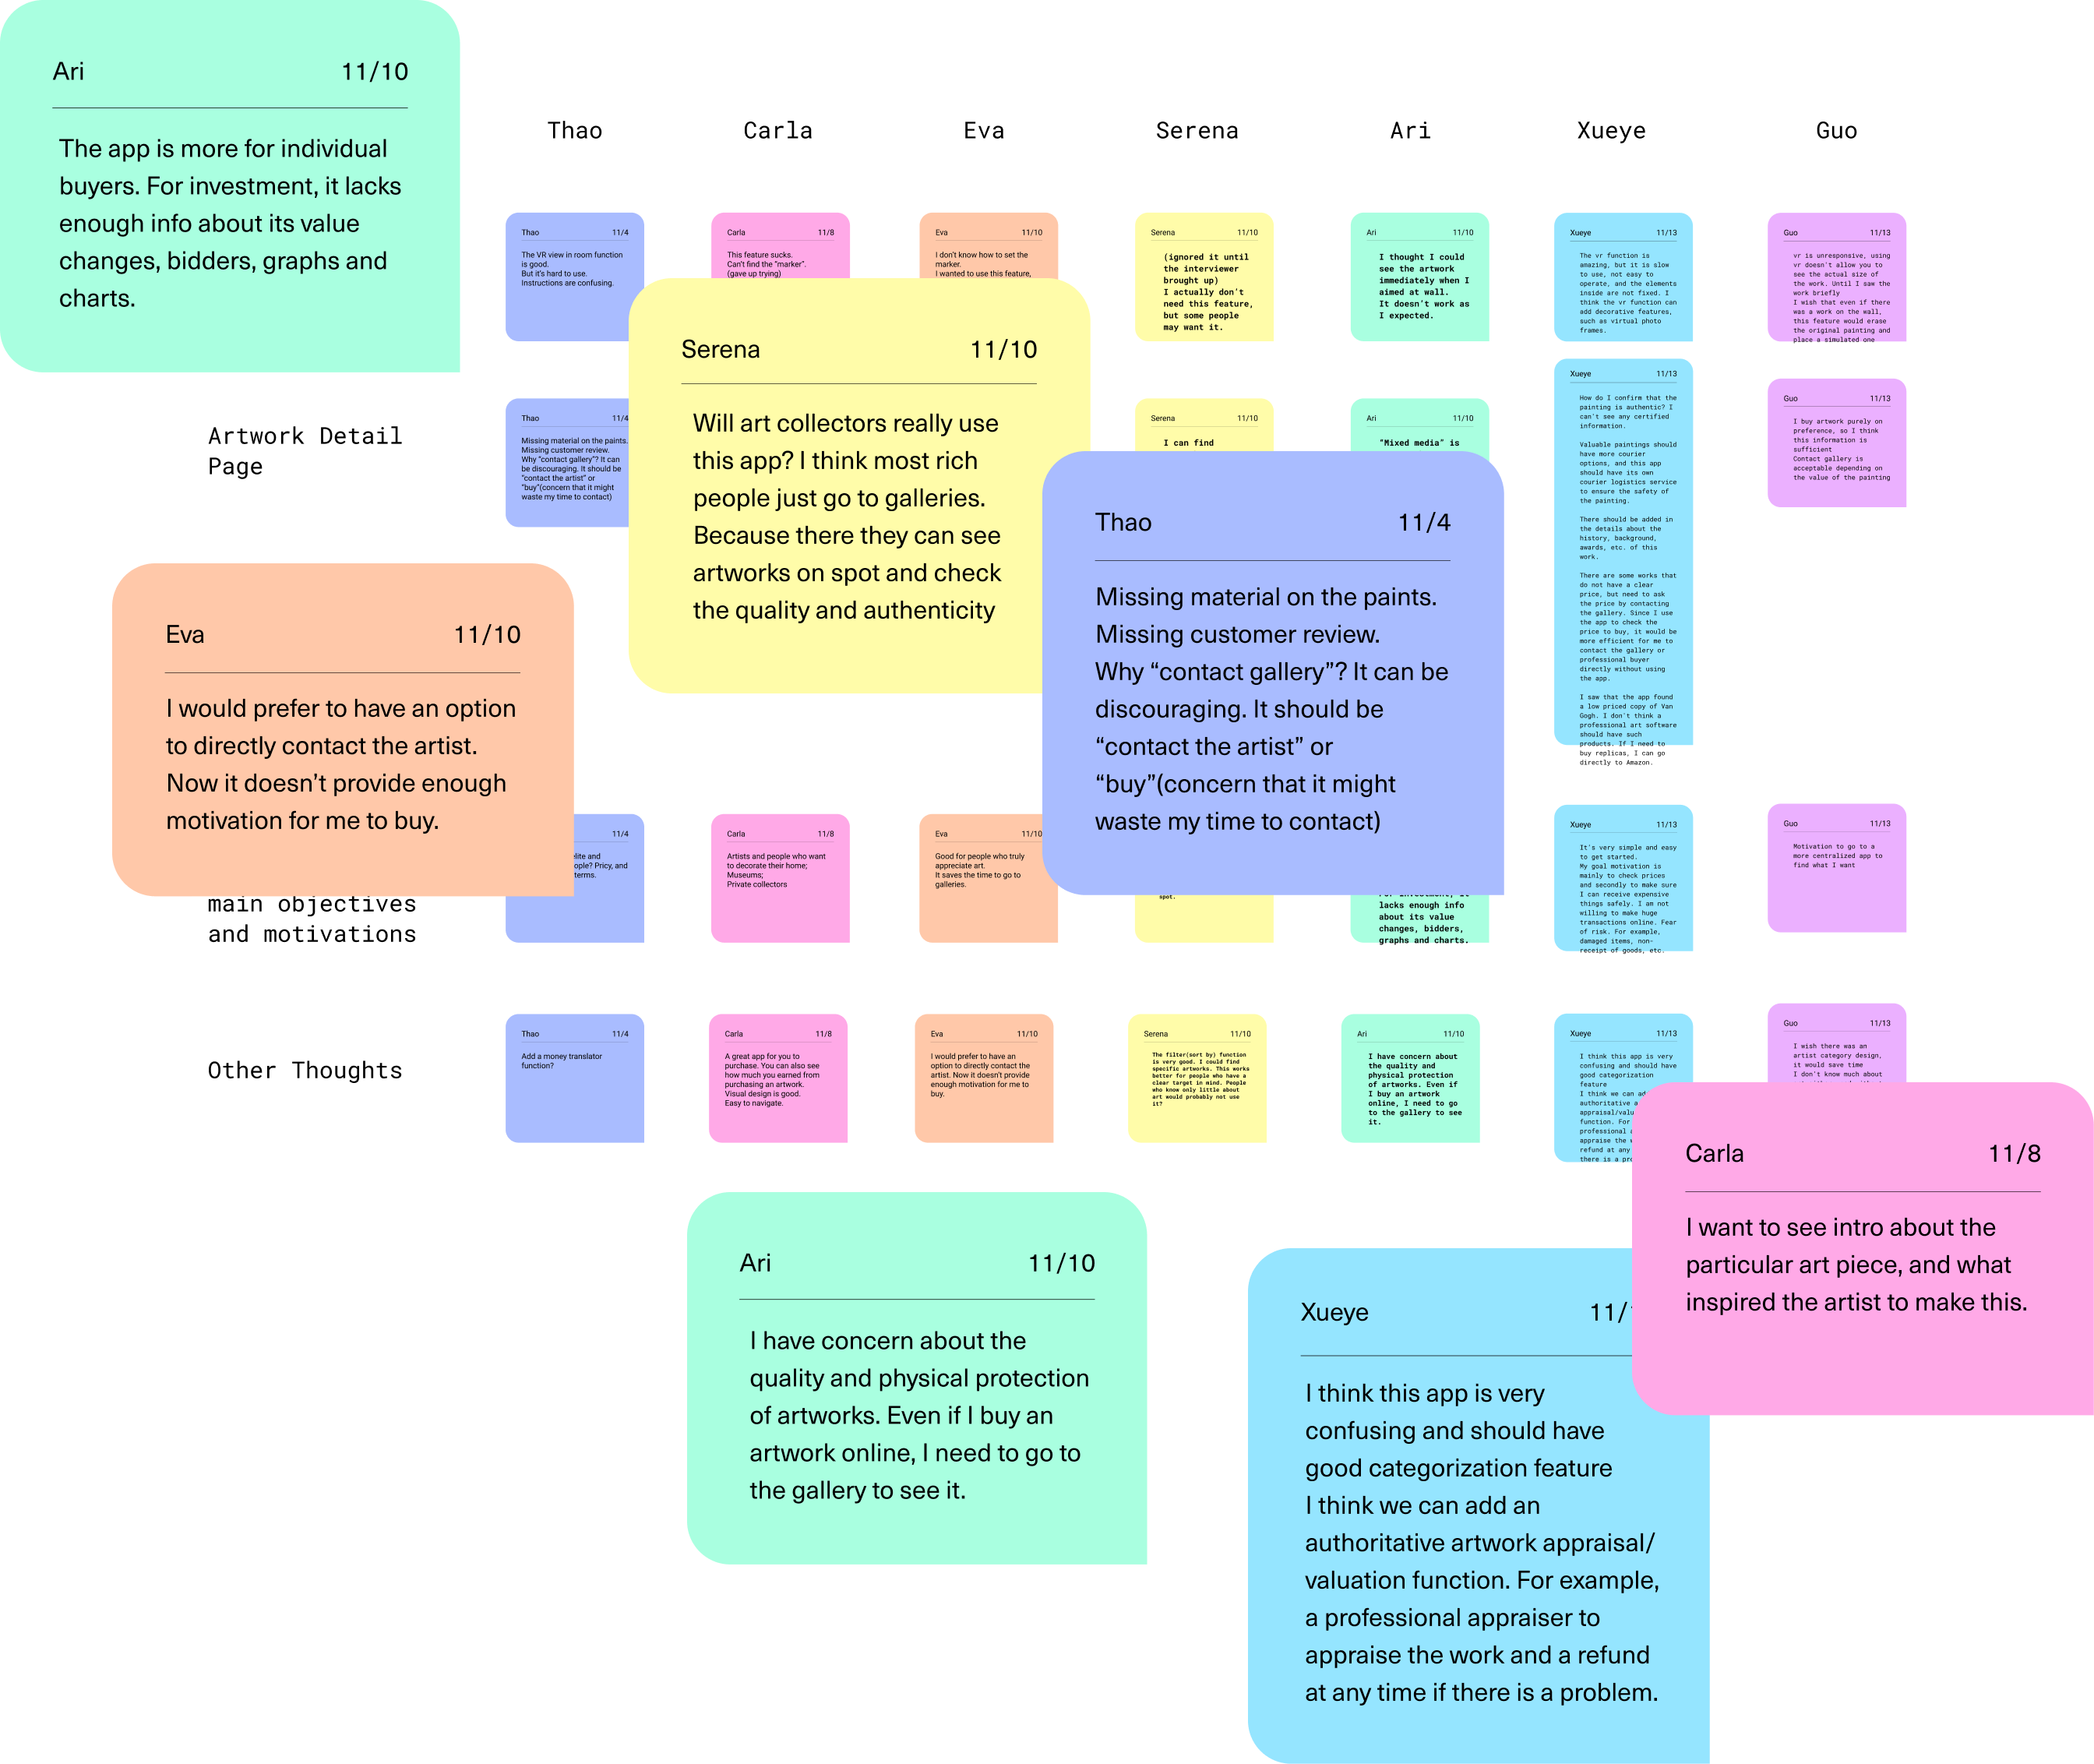 Ari 11/10
The app is more for individual
buyers. For investment, it lacks
enough info about its value
changes, bidders, graphs and
charts.
Thao Carla Eva Serena Ari Xueye Guo
Thao 11/4
The VR view in room function
is good.
But it's hard to use.
Instructions are confusing.
Carla 11/8
This feature sucks.
Can't find the “marker”.
(gave up trying)
Eva 11/10
I don't know how to set the
marker.
I wanted to use this feature,
Serena 11/10
(ignored it until
the interviewer
brought up)
I actually don't
need this feature,
but some people
may want it.
Ari 11/10
I thought I could
see the artwork
immediately when I
aimed at wall.
It doesn't work as
I expected.
Xueye 11/13
The vr function is
amazing, but it is slow
to use, not easy to
operate, and the elements
inside are not fixed. I
think the vr function can
add decorative features,
such as virtual photo
frames.
Guo 11/13
vr is unresponsive, using
vr doesn't allow you to
see the actual size of
the work. Until I saw the
work briefly
I wish that even if there
was a work on the wall,
this feature would erase
the original painting and
place a simulated one
Serena 11/10
Will art collectors really use
this app? I think most rich
people just go to galleries.
Because there they can see
artworks on spot and check
the quality and authenticity
Artwork Detail
Page
Thao 11/4
Missing material on the paints.
Missing customer review.
Why “contact gallery”? It can
be discouraging. It should be
“contact the artist” or
“buy”(concern that it might
waste my time to contact)
Serena 11/10
I can find
Ari 11/10
“Mixed media” is
Xueye 11/13
How do I confirm that the
painting is authentic? I
can't see any certified
information.
Valuable paintings should
have more courier
options, and this app
should have its own
courier logistics service
to ensure the safety of
the painting.
There should be added in
the details about the
history, background,
awards, etc. of this
work.
There are some works that
do not have a clear
price, but need to ask
the price by contacting
the gallery. Since I use
the app to check the
price to buy, it would be
more efficient for me to
contact the gallery or
professional buyer
directly without using
the app.
I saw that the app found
a low priced copy of Van
Gogh. I don't think a
professional art software
should have such
products. If I need to
buy replicas, I can go
directly to Amazon.
Guo 11/13
I buy artwork purely on
preference, so I think
this information is
sufficient
Contact gallery is
acceptable depending on
the value of the painting
Thao 11/4
Missing material on the paints.
Missing customer review.
Why “contact gallery”? It can be
discouraging. It should be
“contact the artist” or
“buy”(concern that it might
waste my time to contact)
Eva 11/10
I would prefer to have an option
to directly contact the artist.
Now it doesn't provide enough
motivation for me to buy.
main objectives
and motivations
11/4
elite and
ople? Pricy, and
terms.
Carla 11/8
Artists and people who want
to decorate their home;
Museums;
Private collectors
Eva 11/10
Good for people who truly
appreciate art.
It saves the time to go to
galleries.
spot.
For investment, it
lacks enough info
about its value
changes, bidders,
graphs and charts.
Xueye 11/13
It's very simple and easy
to get started.
My goal motivation is
mainly to check prices
and secondly to make sure
I can receive expensive
things safely. I am not
willing to make huge
transactions online. Fear
of risk. For example,
damaged items, non-
receipt of goods, etc.
Guo 11/13
Motivation to go to a
more centralized app to
find what I want
Other Thoughts
Thao 11/4
Add a money translator
function?
Carla 11/8
A great app for you to
purchase. You can also see
how much you earned from
purchasing an artwork.
Visual design is good.
Easy to navigate.
Eva 11/10
I would prefer to have an
option to directly contact the
artist. Now it doesn't provide
enough motivation for me to
buy.
Serena 11/10
The filter(sort by) function
is very good. I could find
specific artworks. This works
better for people who have a
clear target in mind. People
who know only little about
art would probably not use
it?
Ari 11/10
I have concern about
the quality and
physical protection
of artworks. Even if
I buy an artwork
online, I need to go
to the gallery to see
it.
Xueye 11/13
I think this app is very
confusing and should have
good categorization
feature
I think we can ad
authoritative a
appraisal/valu
function. For
professional a
appraise the w
refund at any
there is a pro
Guo 11/13
I wish there was an
artist category design,
it would save time
I don't know much about
Ari 11/10
I have concern about the
quality and physical protection
of artworks. Even if I buy an
artwork online, I need to go to
the gallery to see it.
Xueye 11/
I think this app is very
confusing and should have
good categorization feature
I think we can add an
authoritative artwork appraisal/
valuation function. For example,
a professional appraiser to
appraise the work and a refund
at any time if there is a problem.
Carla 11/8
I want to see intro about the
particular art piece, and what
inspired the artist to make this.